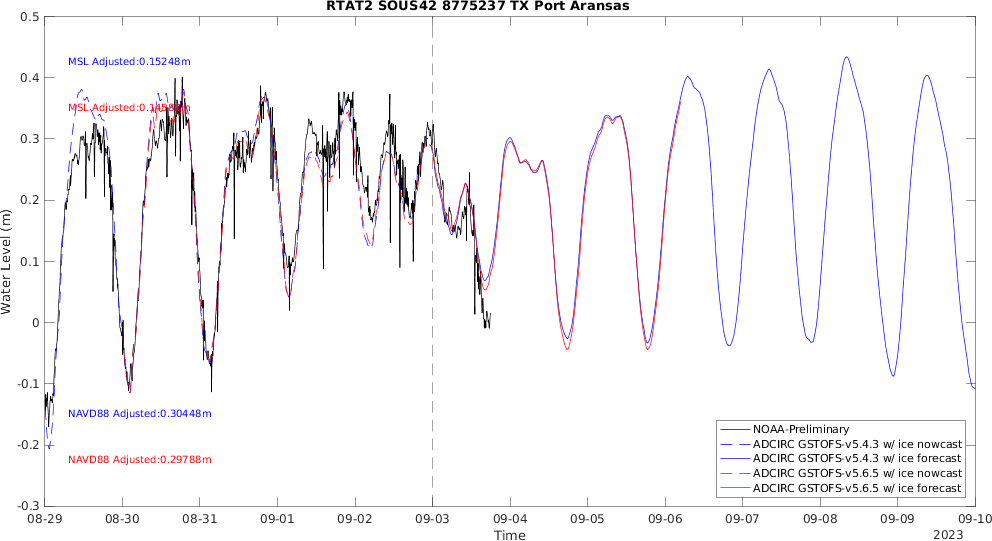 RTAT2 SOUS42 8775237 TX Port Aransas
0.5
0.4
0.3
0.2
0.1
0
-0.1
-0.2
-0.3
Water Level (m)
MSL Adjusted:0.15248m
MSL
NAVD88 Adjusted:0.30448m
NAVD88 Adjusted:0.29788m
NOAA-Preliminary
ADCIRC GSTOFS-v5.4.3 w/ ice nowcast
ADCIRC GSTOFS-v5.4.3 w/ ice forecast
ADCIRC GSTOFS-v5.6.5 w/ ice nowcast
ADCIRC GSTOFS-v5.6.5 w/ ice forecast
08-29 08-30 08-31 09-01 09-02 09-03 09-04 09-05 09-06 09-07 09-08 09-09 09-10
Time
2023